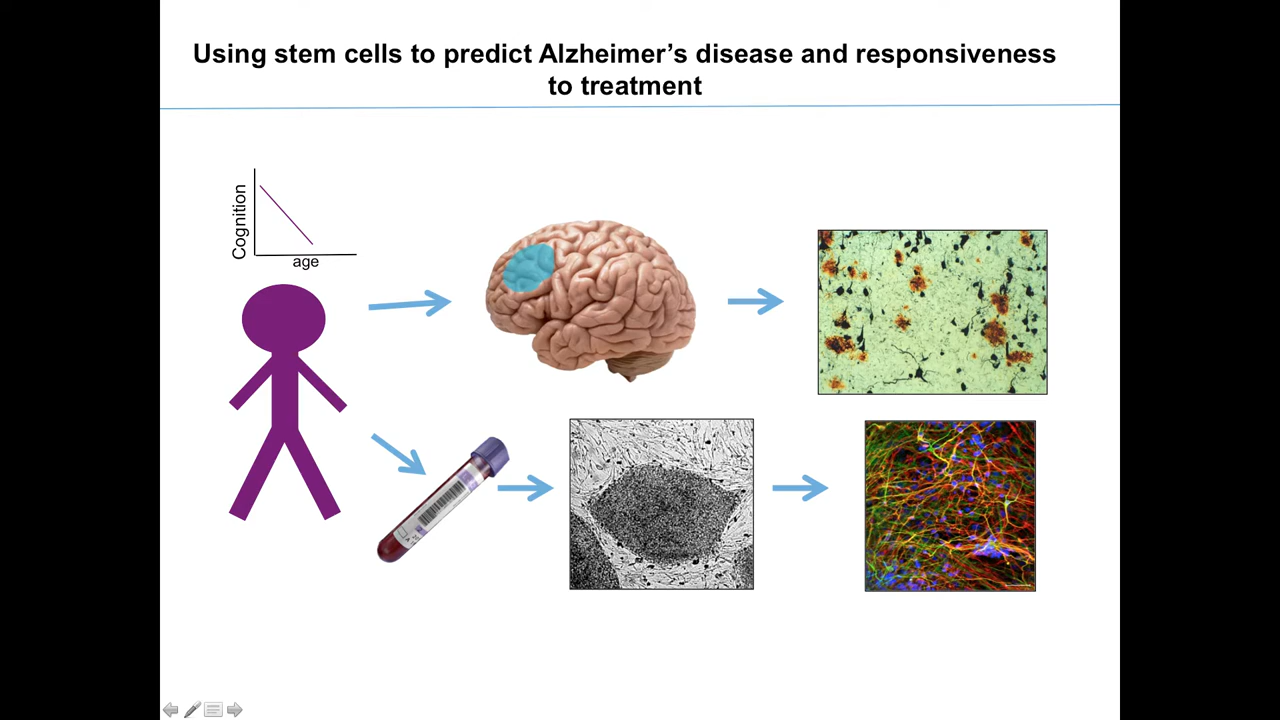 Using stem cells to predict Alzheimer’s disease and responsiveness
to treatment
Cognition
age